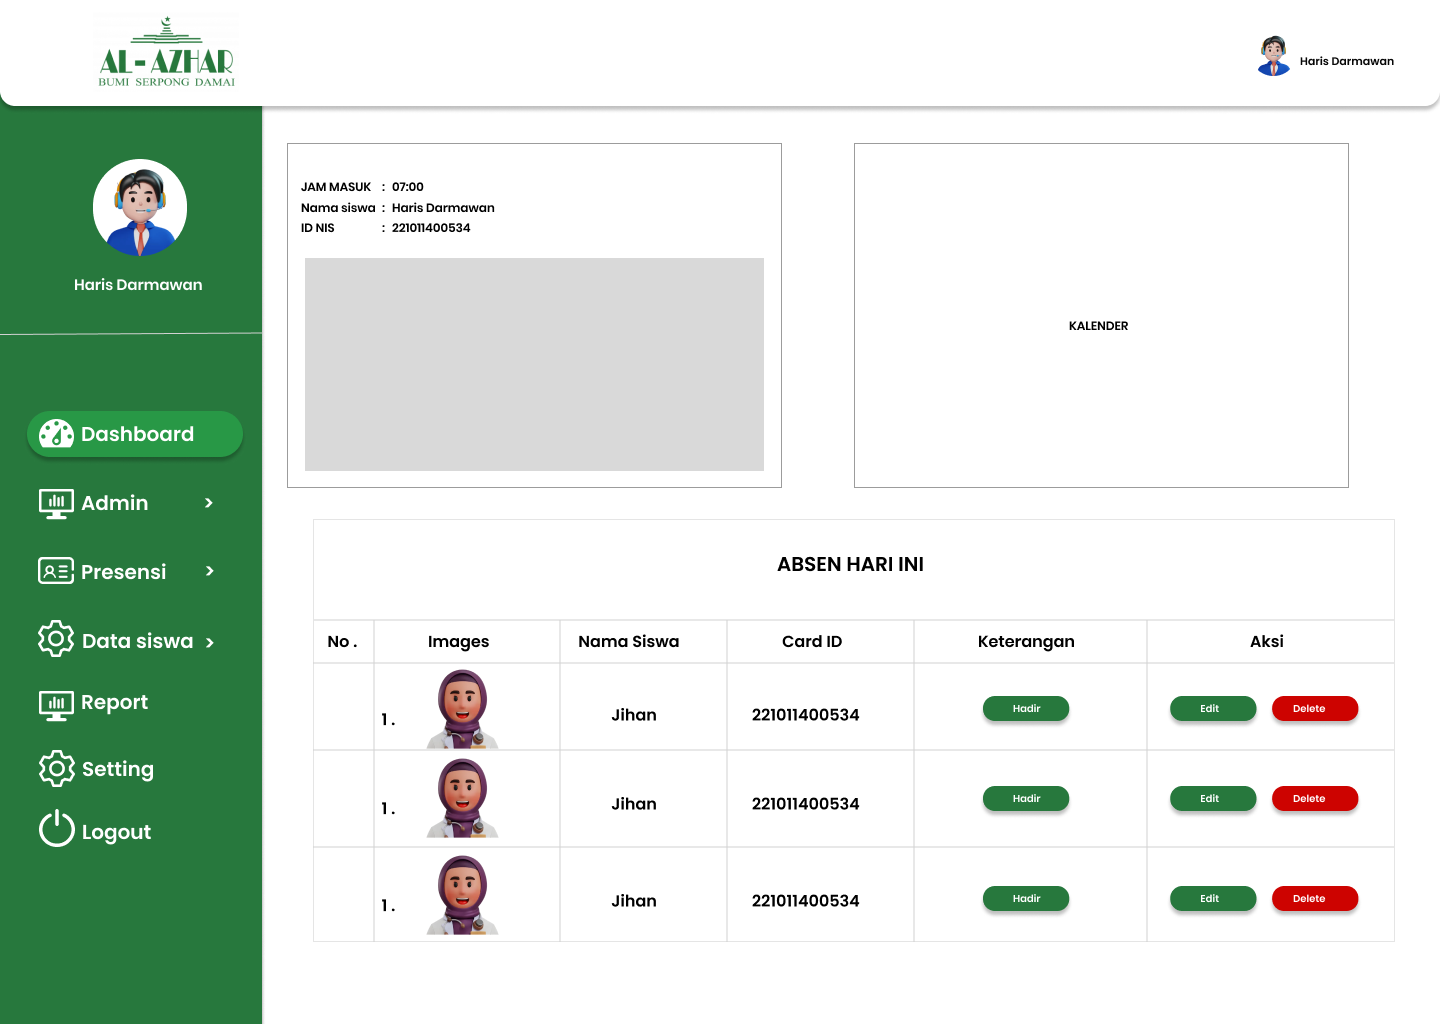 AL-AZHAR
BUMI SERPONG DAMAI
Haris Darmawan
Haris Darmawan
Dashboard
Admin >
Presensi >
Data siswa >
Report
Setting
Logout
JAM MASUK : 07:00
Nama siswa : Haris Darmawan
ID NIS : 221011400534
KALENDER
ABSEN HARI INI
No . Images Nama Siswa Card ID Keterangan Aksi
1 . Jihan 221011400534 Hadir Edit Delete
1 . Jihan 221011400534 Hadir Edit Delete
1 . Jihan 221011400534 Hadir Edit Delete